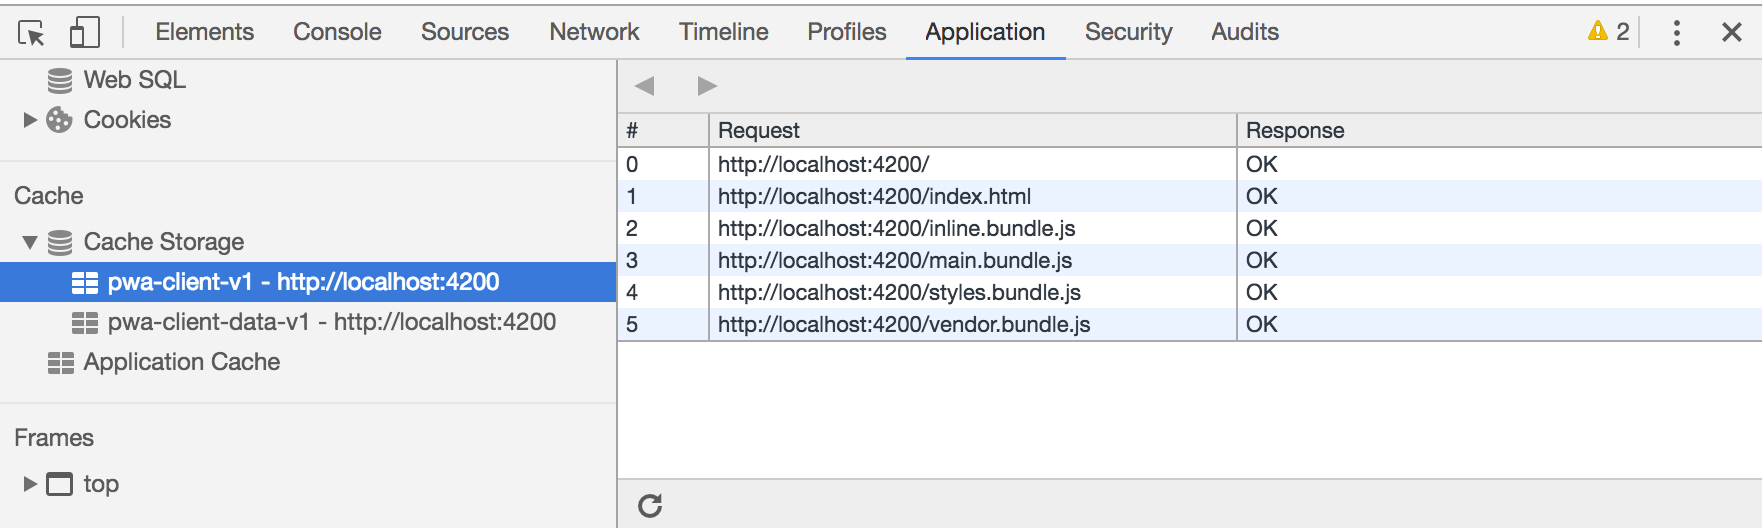 Elements Console Sources Network Timeline Profiles Application Security Audits 2
Web SQL
Cookies
Cache
Cache Storage
pwa-client-v1 - http://localhost:4200
pwa-client-data-v1 - http://localhost:4200
Application Cache
Frames
top
# Request Response
0 http://localhost:4200/ OK
1 http://localhost:4200/index.html OK
2 http://localhost:4200/inline.bundle.js OK
3 http://localhost:4200/main.bundle.js OK
4 http://localhost:4200/styles.bundle.js OK
5 http://localhost:4200/vendor.bundle.js OK